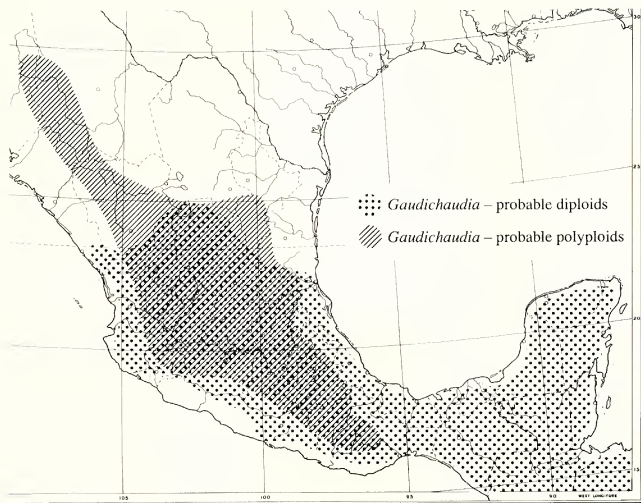 30
25
Gaudichaudia – probable diploids
Gaudichaudia – probable polyploids
20
15
105
100
95
90
WEST LONGITUDE